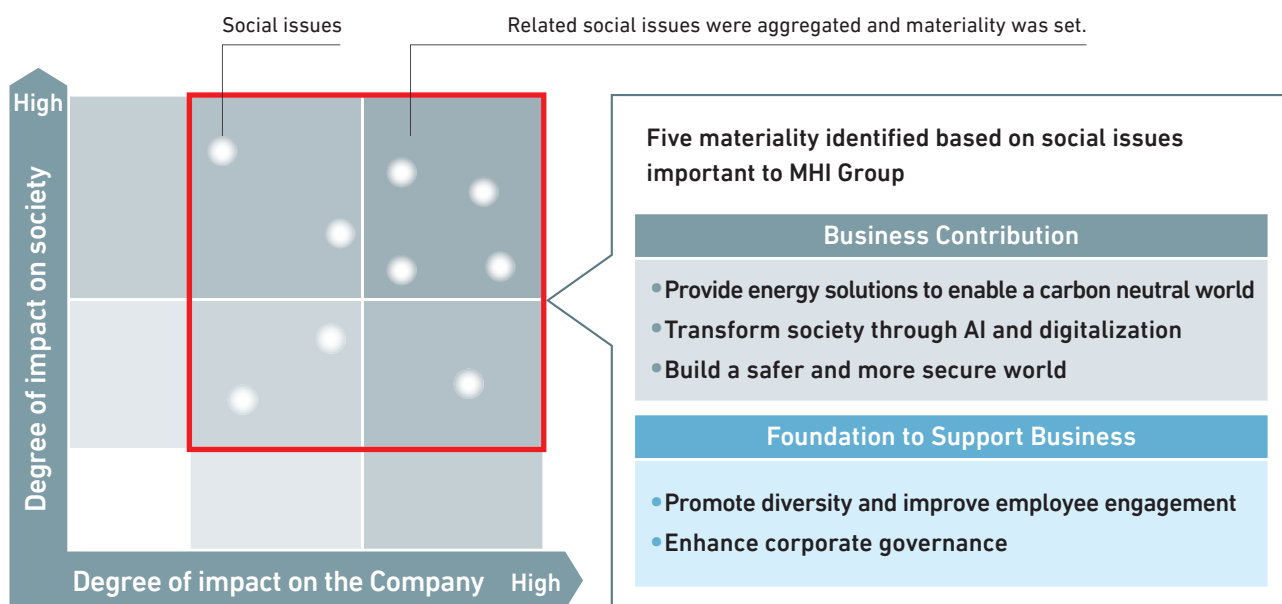 Social issues
Related social issues were aggregated and materiality was set.
High
Degree of impact on society
Degree of impact on the Company
High
Five materiality identified based on social issues
important to MHI Group
Business Contribution
•Provide energy solutions to enable a carbon neutral world
•Transform society through AI and digitalization
•Build a safer and more secure world
Foundation to Support Business
•Promote diversity and improve employee engagement
•Enhance corporate governance